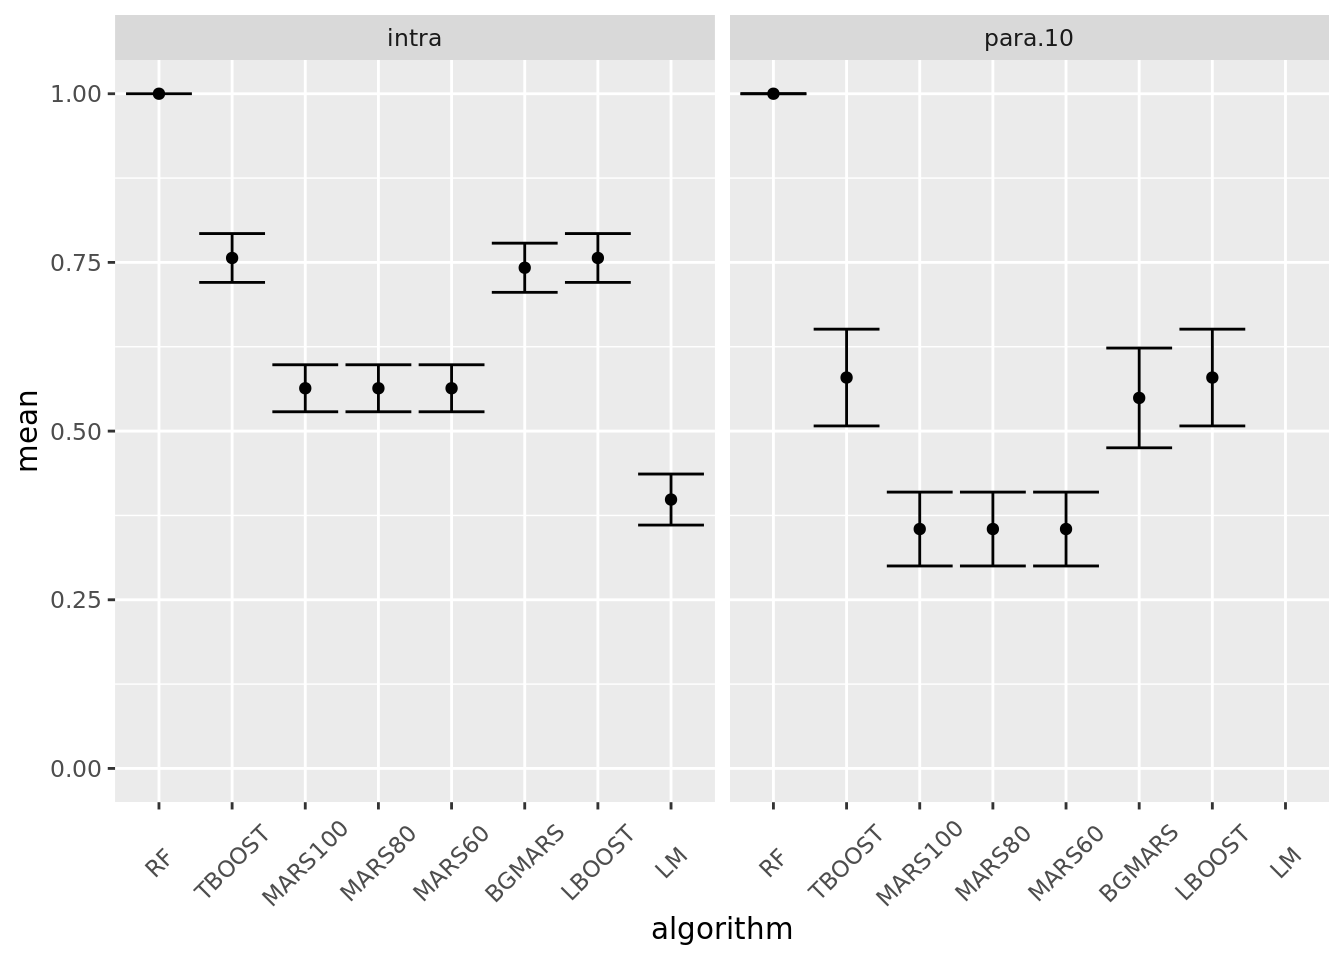 intra
para.10
1.00
0.75
0.50
0.25
0.00
mean
RF
TBOOST
MARS100
MARS80
MARS60
BGMARS
LBOOST
LM
RF
TBOOST
MARS100
MARS80
MARS60
BGMARS
LBOOST
LM
algorithm